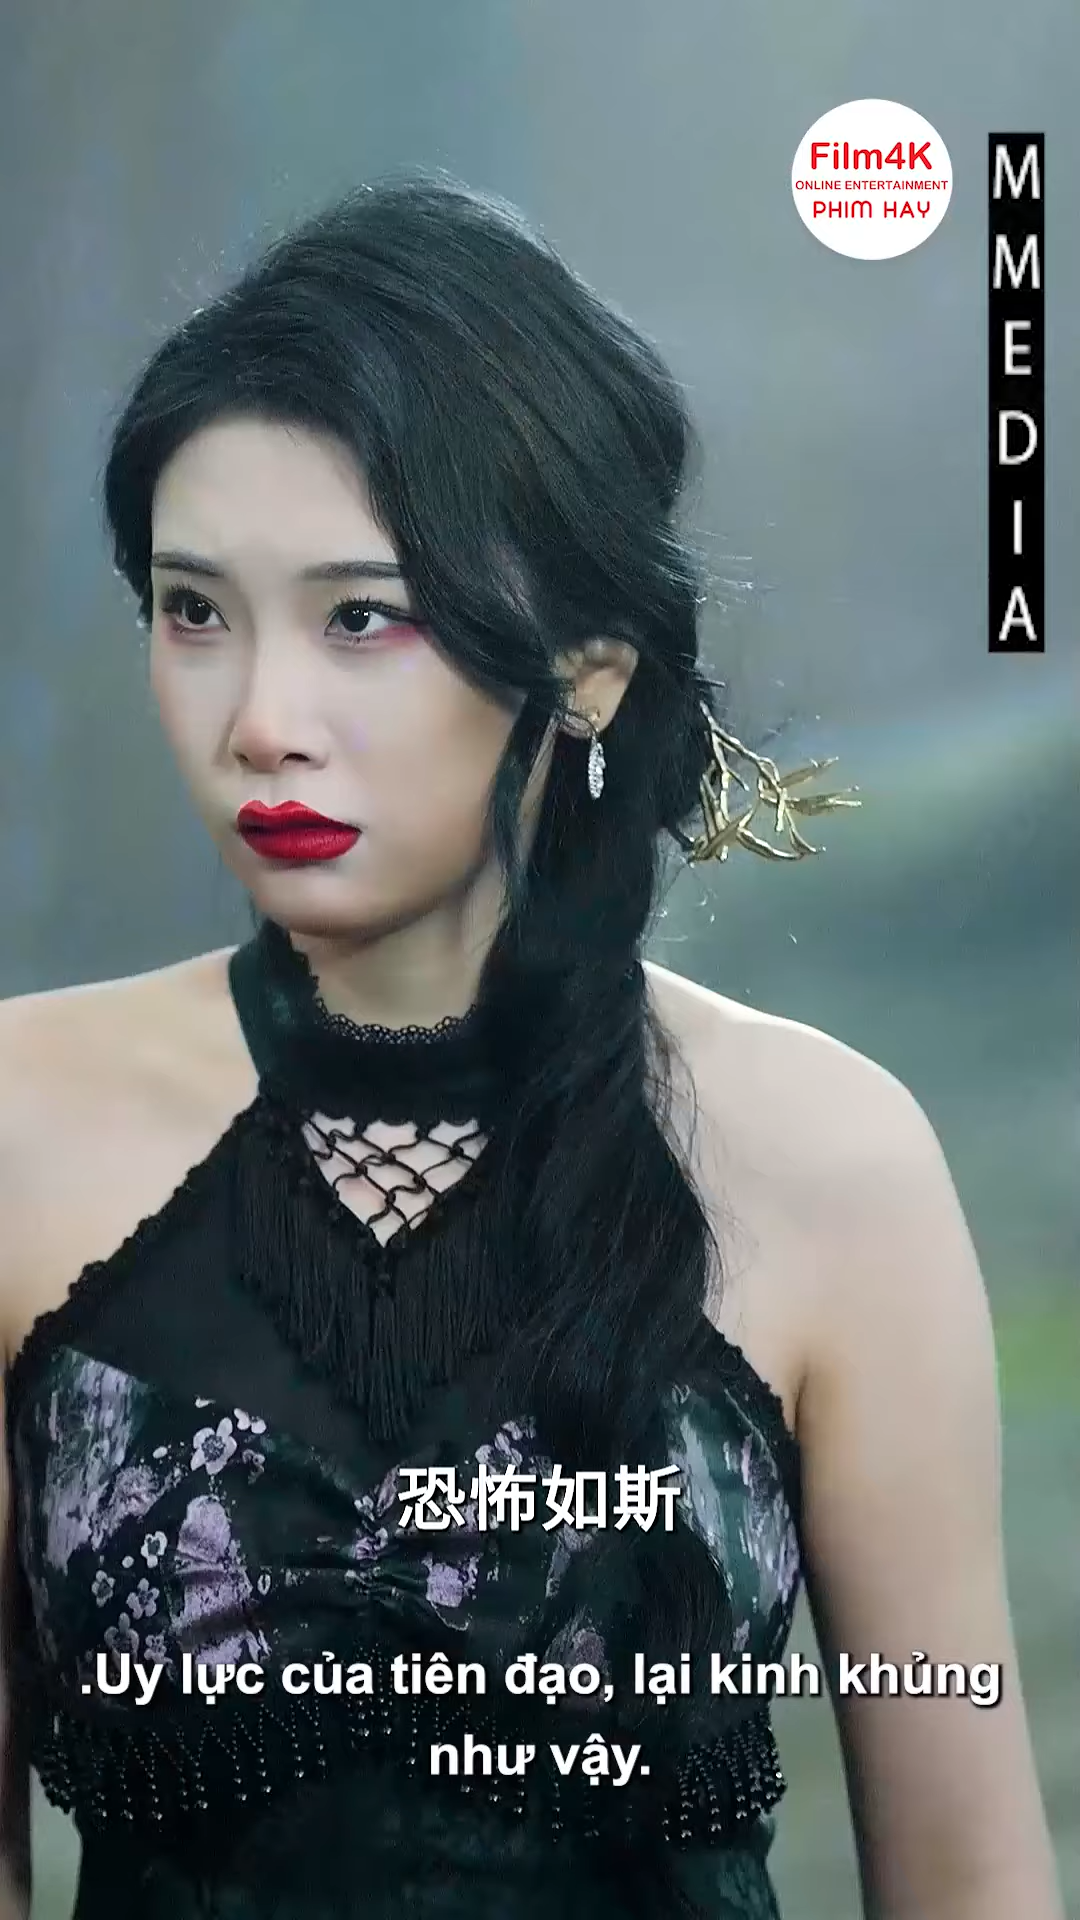 Film4K
ONLINE ENTERTAINMENT
PHIM HAY
MMEDIA
恐怖如斯
.Uy lực của tiên đạo, lại kinh khủng
như vậy.